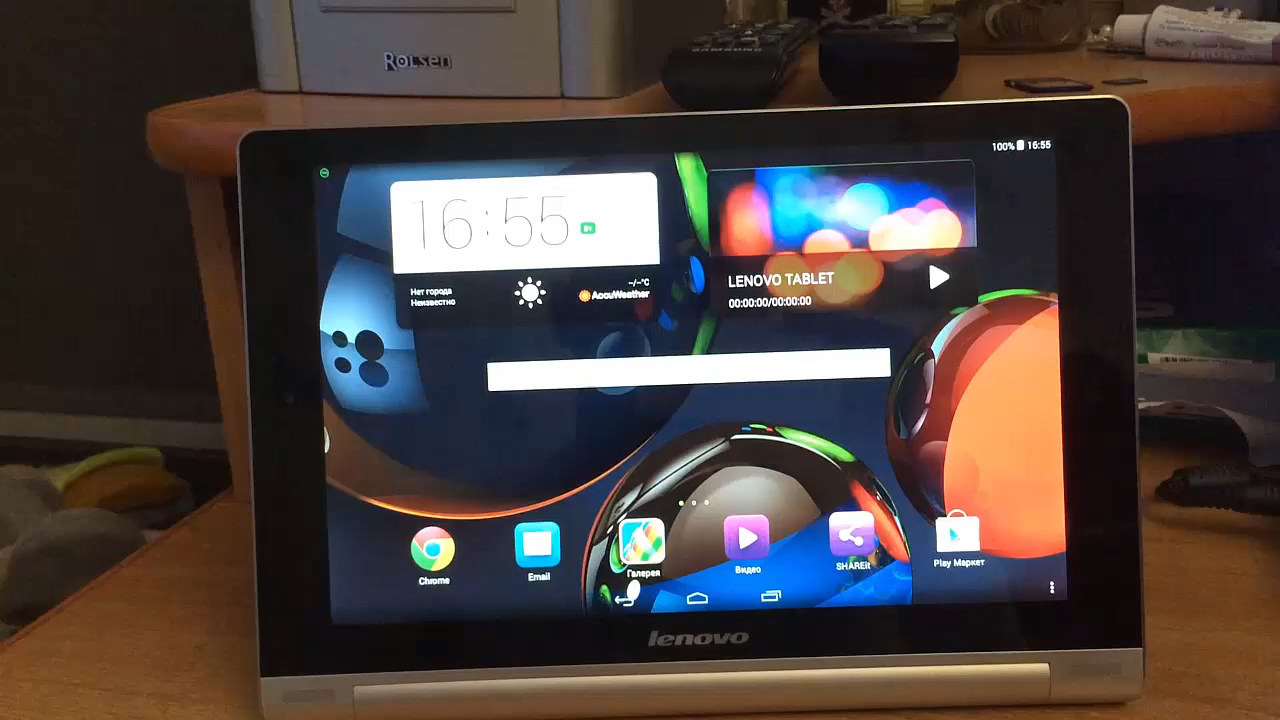 Rolsen
SAMSUNG
100% 16:55
16:55
Нет города
Неизвестно
--/--°C
AccuWeather
LENOVO TABLET
00:00:00/00:00:00
Chrome
Email
Галерея
Видео
SHAREit
Play Маркет
lenovo